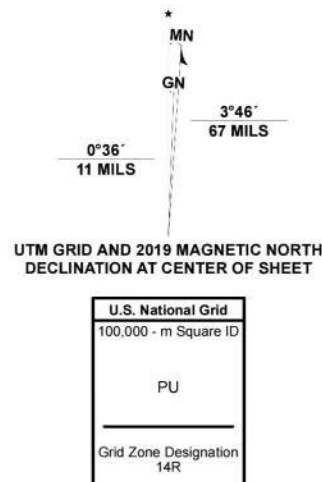 MN
GN
3°46´
67 MILS
0°36´
11 MILS
UTM GRID AND 2019 MAGNETIC NORTH
DECLINATION AT CENTER OF SHEET
U.S. National Grid
100,000 - m Square ID
PU
Grid Zone Designation
14R